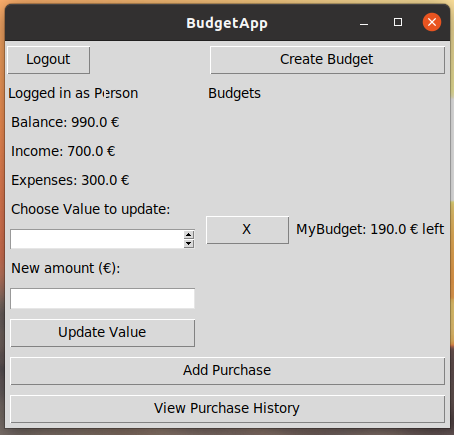 BudgetApp
Logout
Create Budget
Logged in as Person
Budgets
Balance: 990.0 €
Income: 700.0 €
Expenses: 300.0 €
Choose Value to update:
X
MyBudget: 190.0 € left
New amount (€):
Update Value
Add Purchase
View Purchase History